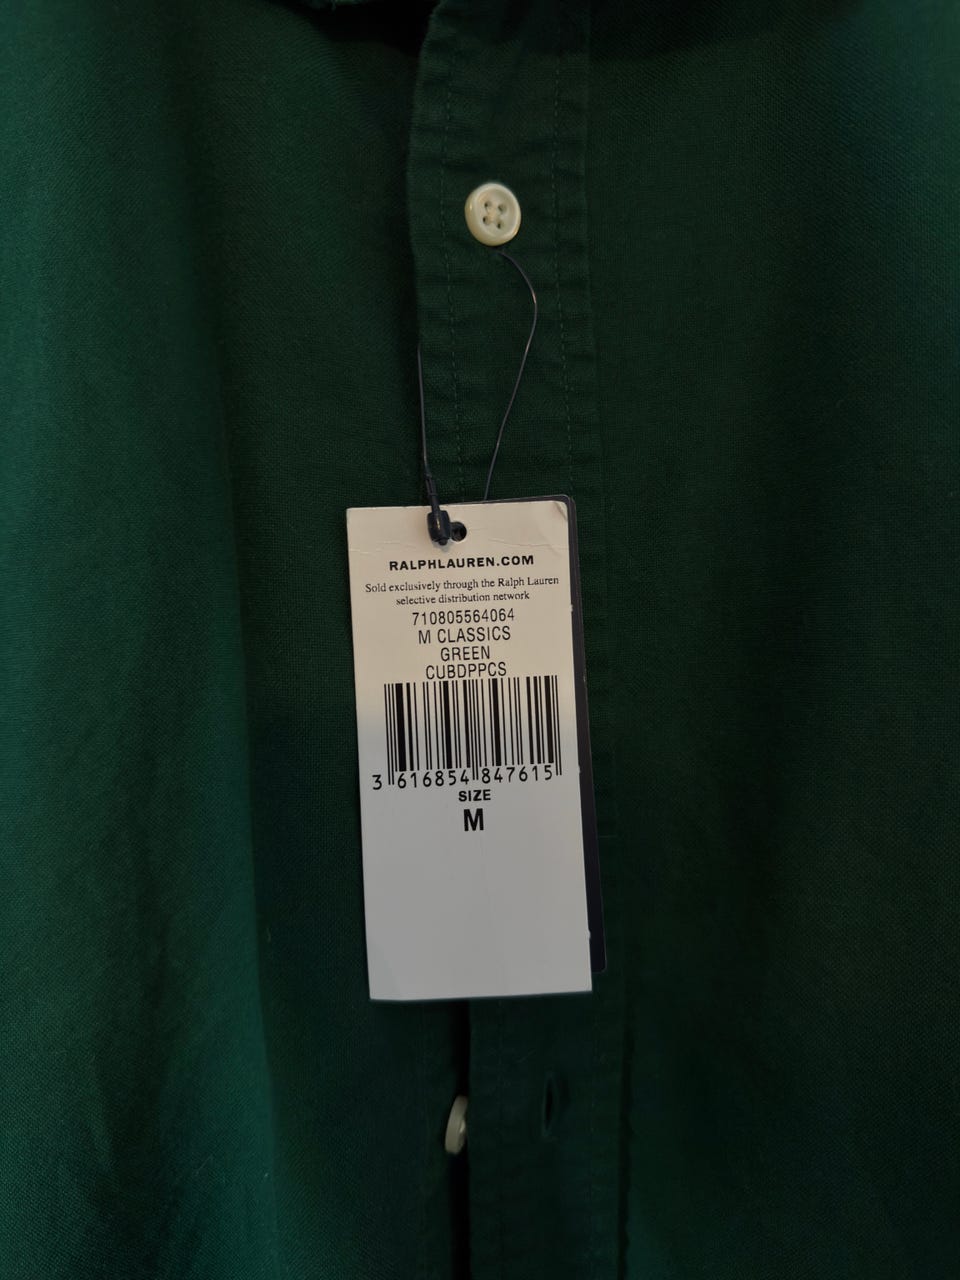 RALPHLAUREN.COM
Sold exclusively through the Ralph Lauren
selective distribution network
710805564064
M CLASSICS
GREEN
CUBDPPCS
3 616854 847615
SIZE
M